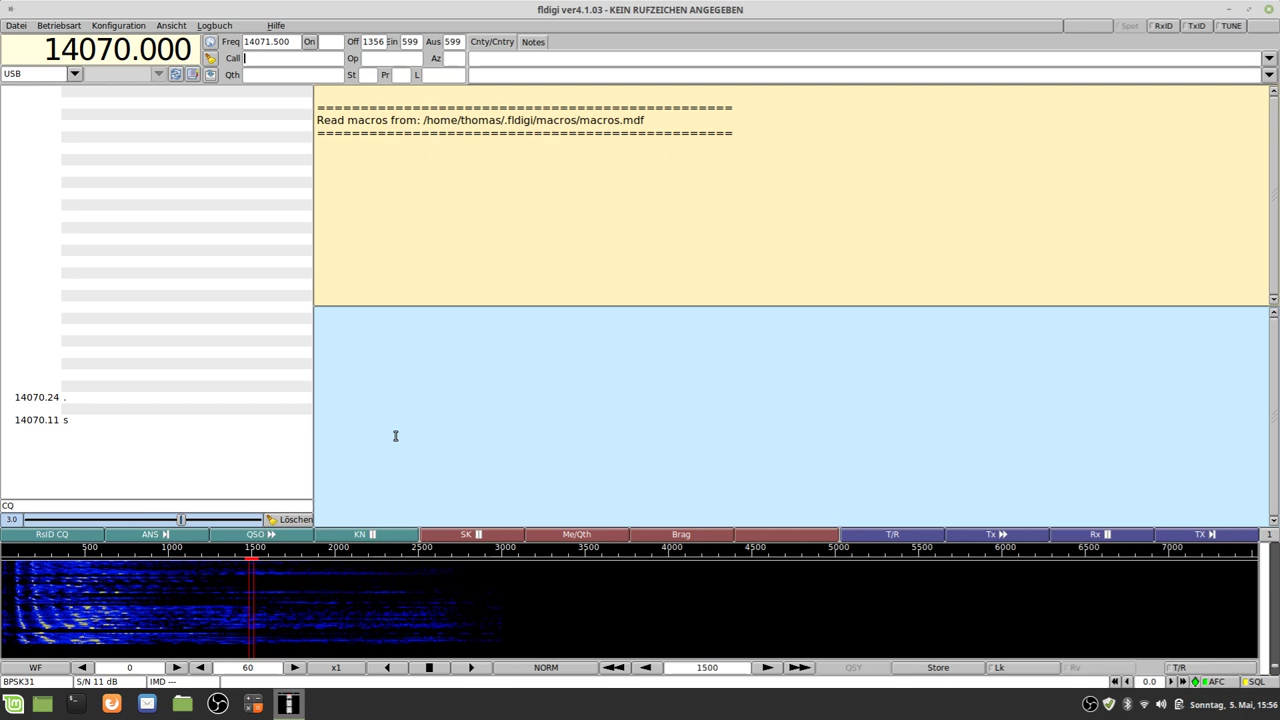 fldigi ver4.1.03 - KEIN RUFZEICHEN ANGEGEBEN
Datei Betriebsart Konfiguration Ansicht Logbuch Hilfe Spot RxID TxID TUNE
14070.000
Freq 14071.500 On Off 1356 Ein 599 Aus 599 Cnty/Cntry Notes
Call Op Az
USB
Qth St Pr L
==============================================
Read macros from: /home/thomas/.fldigi/macros/macros.mdf
==============================================
14070.24 .
14070.11 s
CQ
3.0 Löschen
RsID CQ ANS QSO KN SK Me/Qth Brag T/R Tx Rx TX 1
500 1000 1500 2000 2500 3000 3500 4000 4500 5000 5500 6000 6500 7000
WF 0 60 x1 NORM 1500 QSY Store Lk Rv T/R
BPSK31 S/N 11 dB IMD --- 0.0 AFC SQL
Sonntag, 5. Mai, 15:56